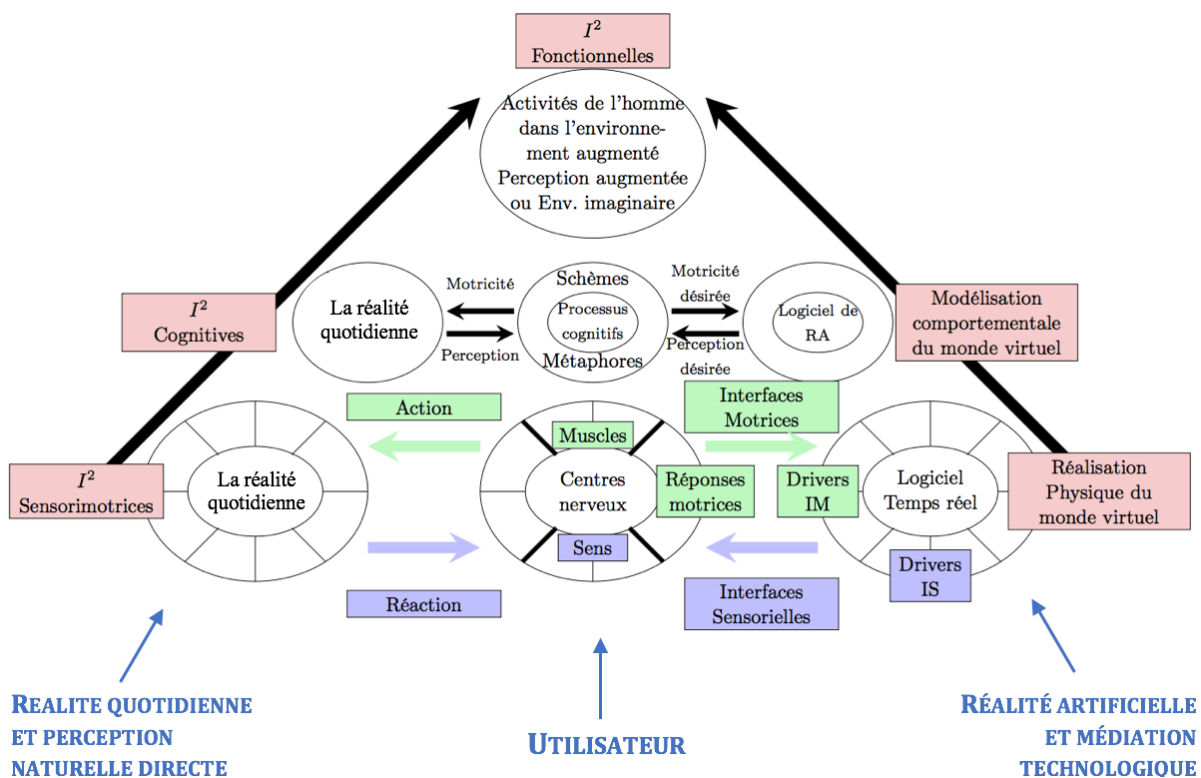 I²
Fonctionnelles
Activités de l'homme
dans l'environne-
ment augmenté
Perception augmentée
ou Env. imaginaire
I²
Cognitives
La réalité
quotidienne
Motricité
Perception
Schèmes
Processus
cognitifs
Métaphores
Motricité
désirée
Perception
désirée
Logiciel de
RA
Modélisation
comportementale
du monde virtuel
Action
Interfaces
Motrices
I²
Sensorimotrices
La réalité
quotidienne
Muscles
Centres
nerveux
Sens
Réponses
motrices
Drivers
IM
Logiciel
Temps réel
Drivers
IS
Réalisation
Physique du
monde virtuel
Réaction
Interfaces
Sensorielles
REALITE QUOTIDIENNE
ET PERCEPTION
NATURELLE DIRECTE
UTILISATEUR
RÉALITÉ ARTIFICIELLE
ET MÉDIATION
TECHNOLOGIQUE